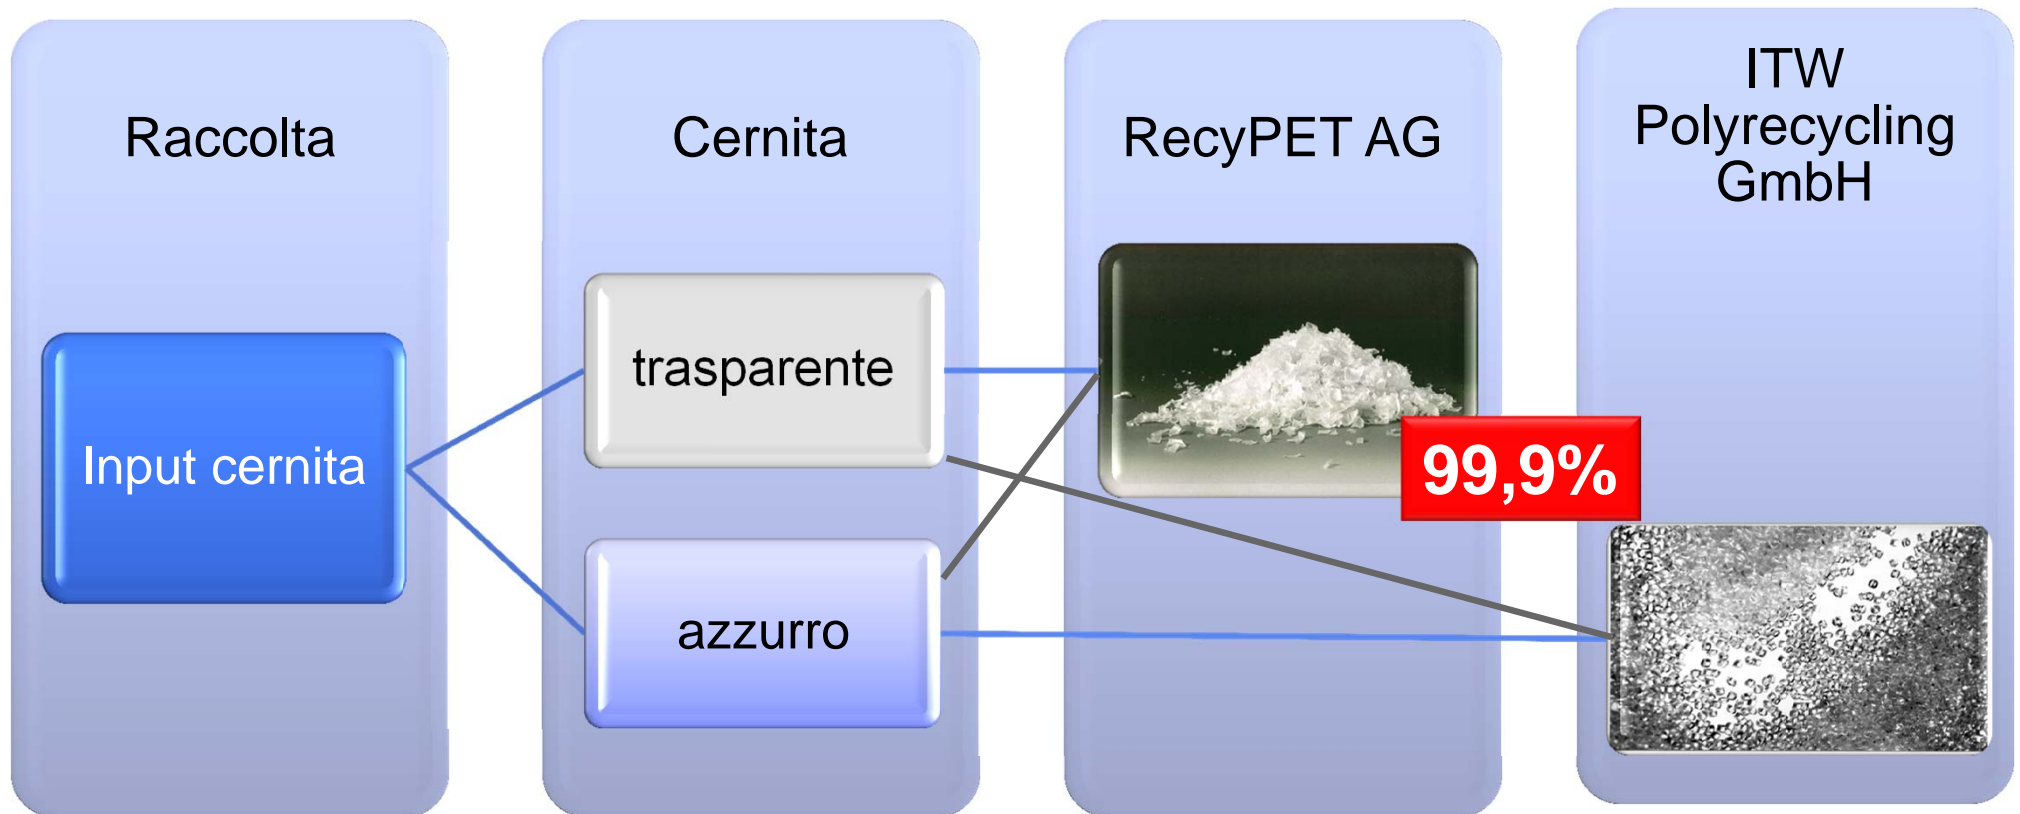 Raccolta
Input cernita
Cernita
trasparente
azzurro
RecyPET AG
99,9%
ITW
Polyrecycling
GmbH